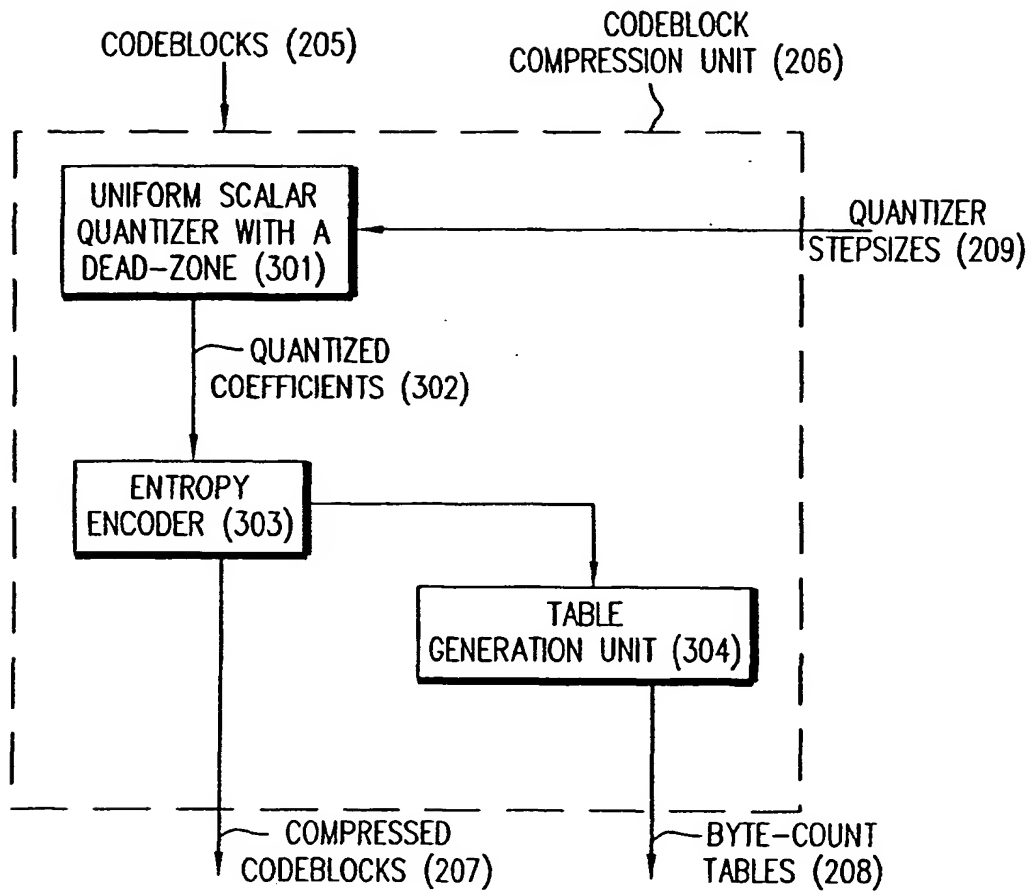 CODEBLOCKS (205)
CODEBLOCK
COMPRESSION UNIT (206)
UNIFORM SCALAR
QUANTIZER WITH A
DEAD-ZONE (301)
QUANTIZER
STEPSIZES (209)
QUANTIZED
COEFFICIENTS (302)
ENTROPY
ENCODER (303)
TABLE
GENERATION UNIT (304)
COMPRESSED
CODEBLOCKS (207)
BYTE-COUNT
TABLES (208)